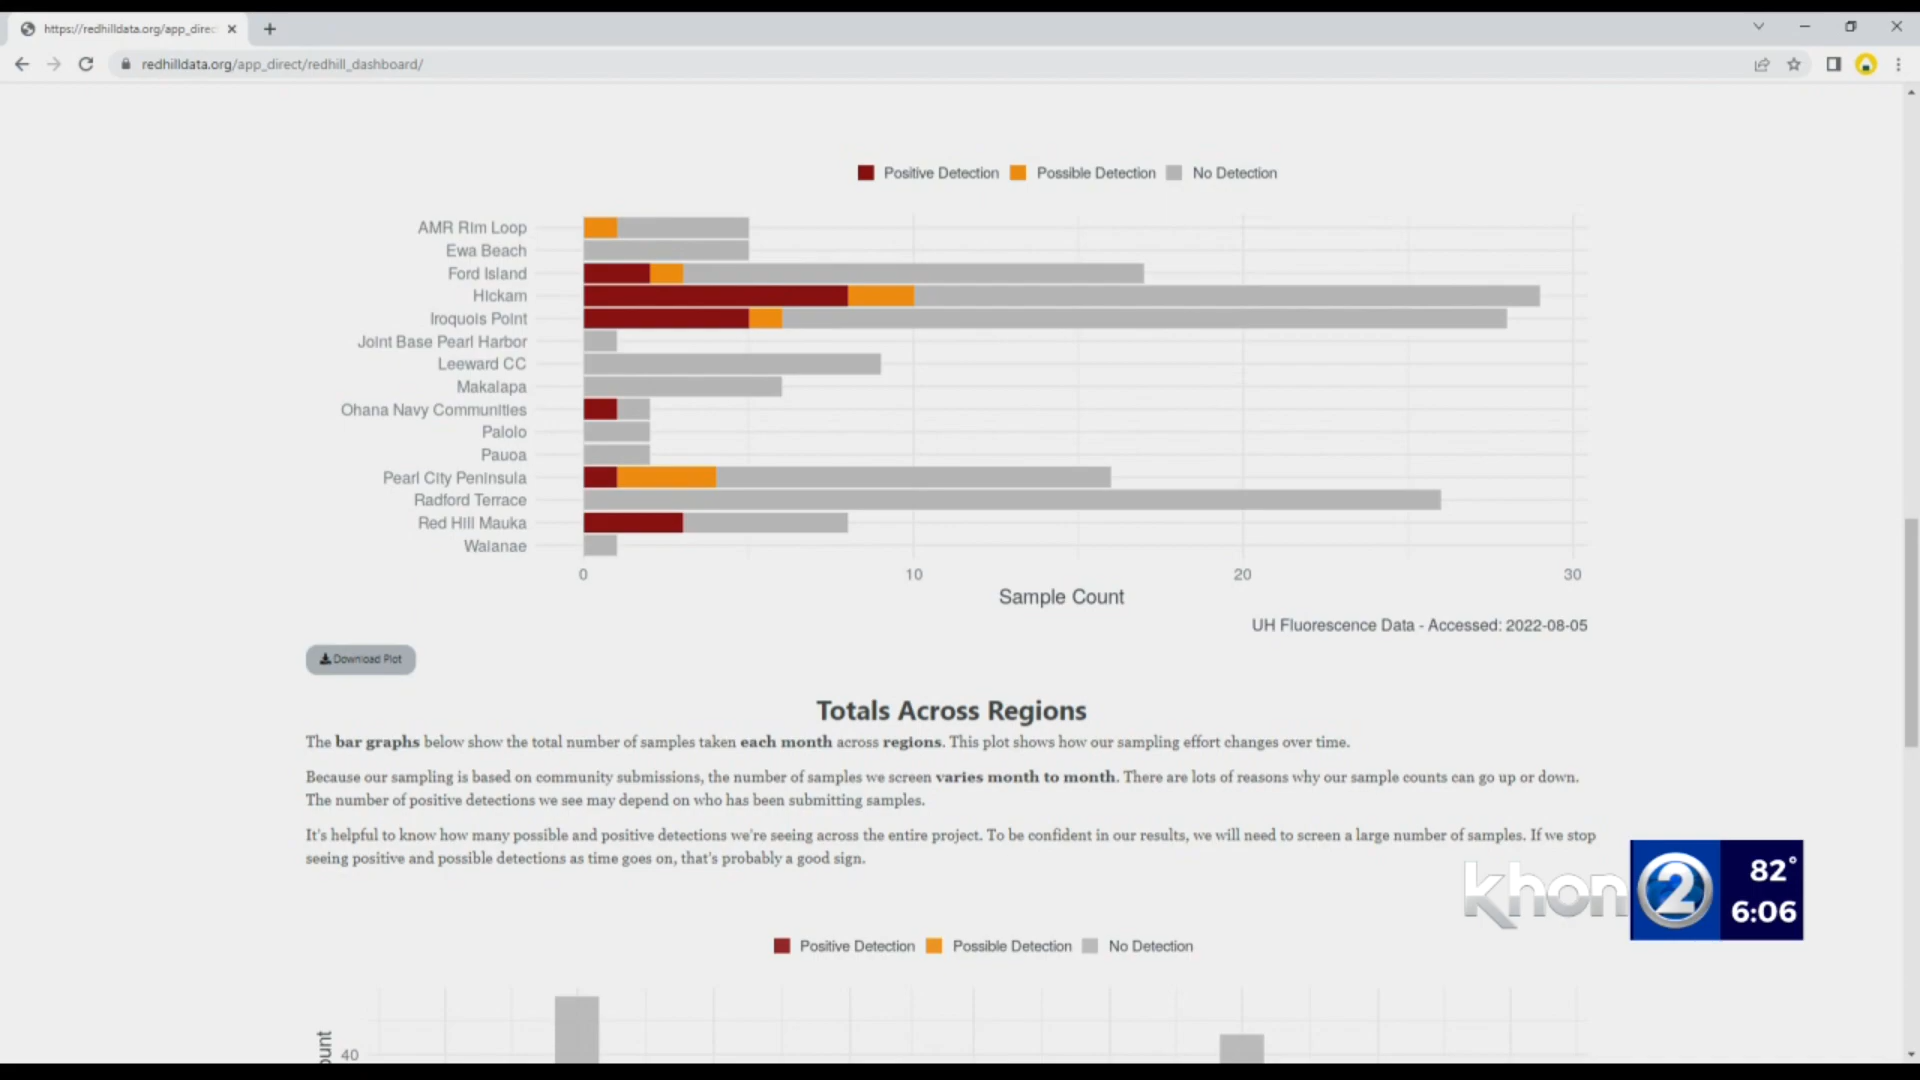 https://redhilldata.org/app_direc
redhilldata.org/app_direct/redhill_dashboard/
Positive Detection Possible Detection No Detection
AMR Rim Loop
Ewa Beach
Ford Island
Hickam
Iroquois Point
Joint Base Pearl Harbor
Leeward CC
Makalapa
Ohana Navy Communities
Palolo
Pauoa
Pearl City Peninsula
Radford Terrace
Red Hill Mauka
Waianae
0 10 20 30
Sample Count
UH Fluorescence Data - Accessed: 2022-08-05
Download Plot
Totals Across Regions
The bar graphs below show the total number of samples taken each month across regions. This plot shows how our sampling effort changes over time.
Because our sampling is based on community submissions, the number of samples we screen varies month to month. There are lots of reasons why our sample counts can go up or down.
The number of positive detections we see may depend on who has been submitting samples.
It's helpful to know how many possible and positive detections we're seeing across the entire project. To be confident in our results, we will need to screen a large number of samples. If we stop
seeing positive and possible detections as time goes on, that's probably a good sign.
khon 2 82°
6:06
Positive Detection Possible Detection No Detection
ount
40